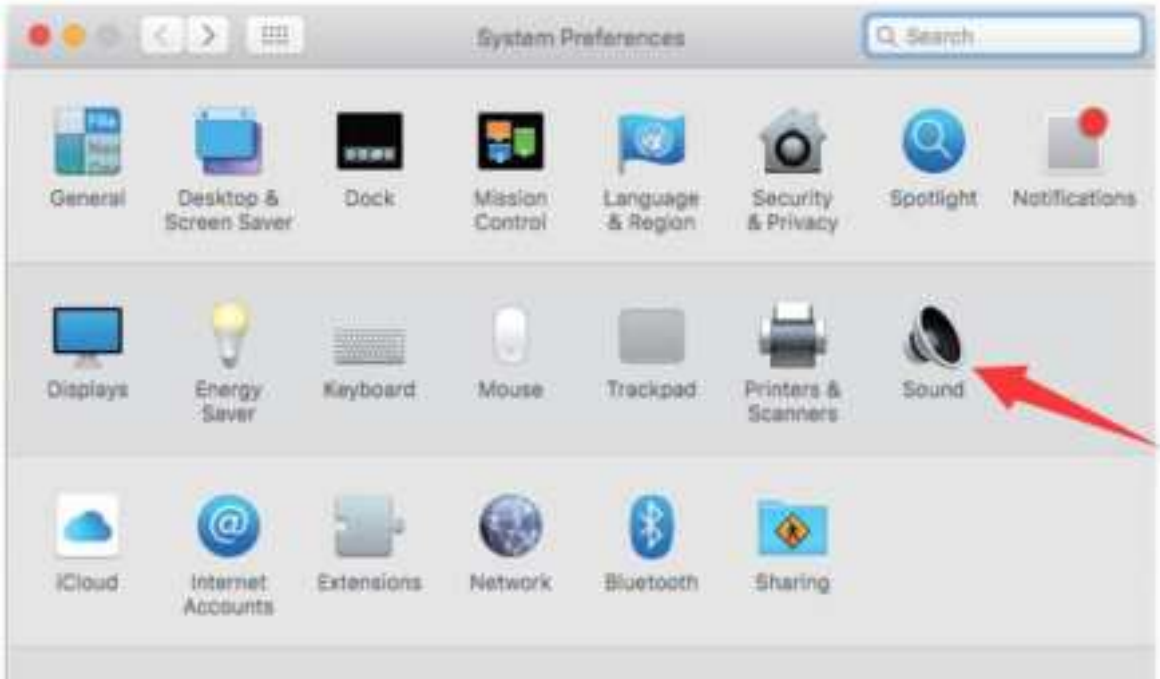 System Preferences
Search
General
Desktop &
Screen Saver
Dock
Mission
Control
Language
& Region
Security
& Privacy
Spotlight
Notifications
Displays
Energy
Saver
Keyboard
Mouse
Trackpad
Printers &
Scanners
Sound
iCloud
Internet
Accounts
Extensions
Network
Bluetooth
Sharing